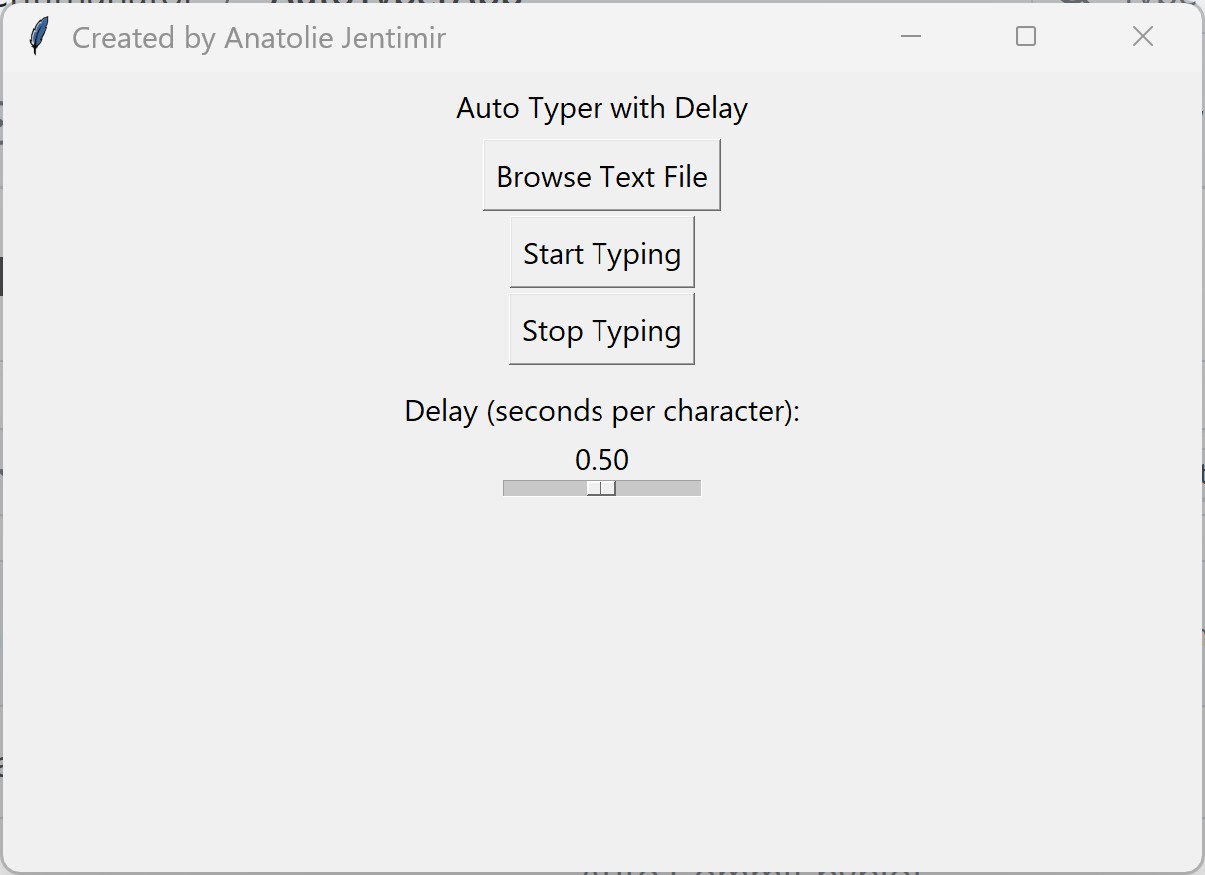 Created by Anatolie Jentimir
Auto Typer with Delay
Browse Text File
Start Typing
Stop Typing
Delay (seconds per character):
0.50